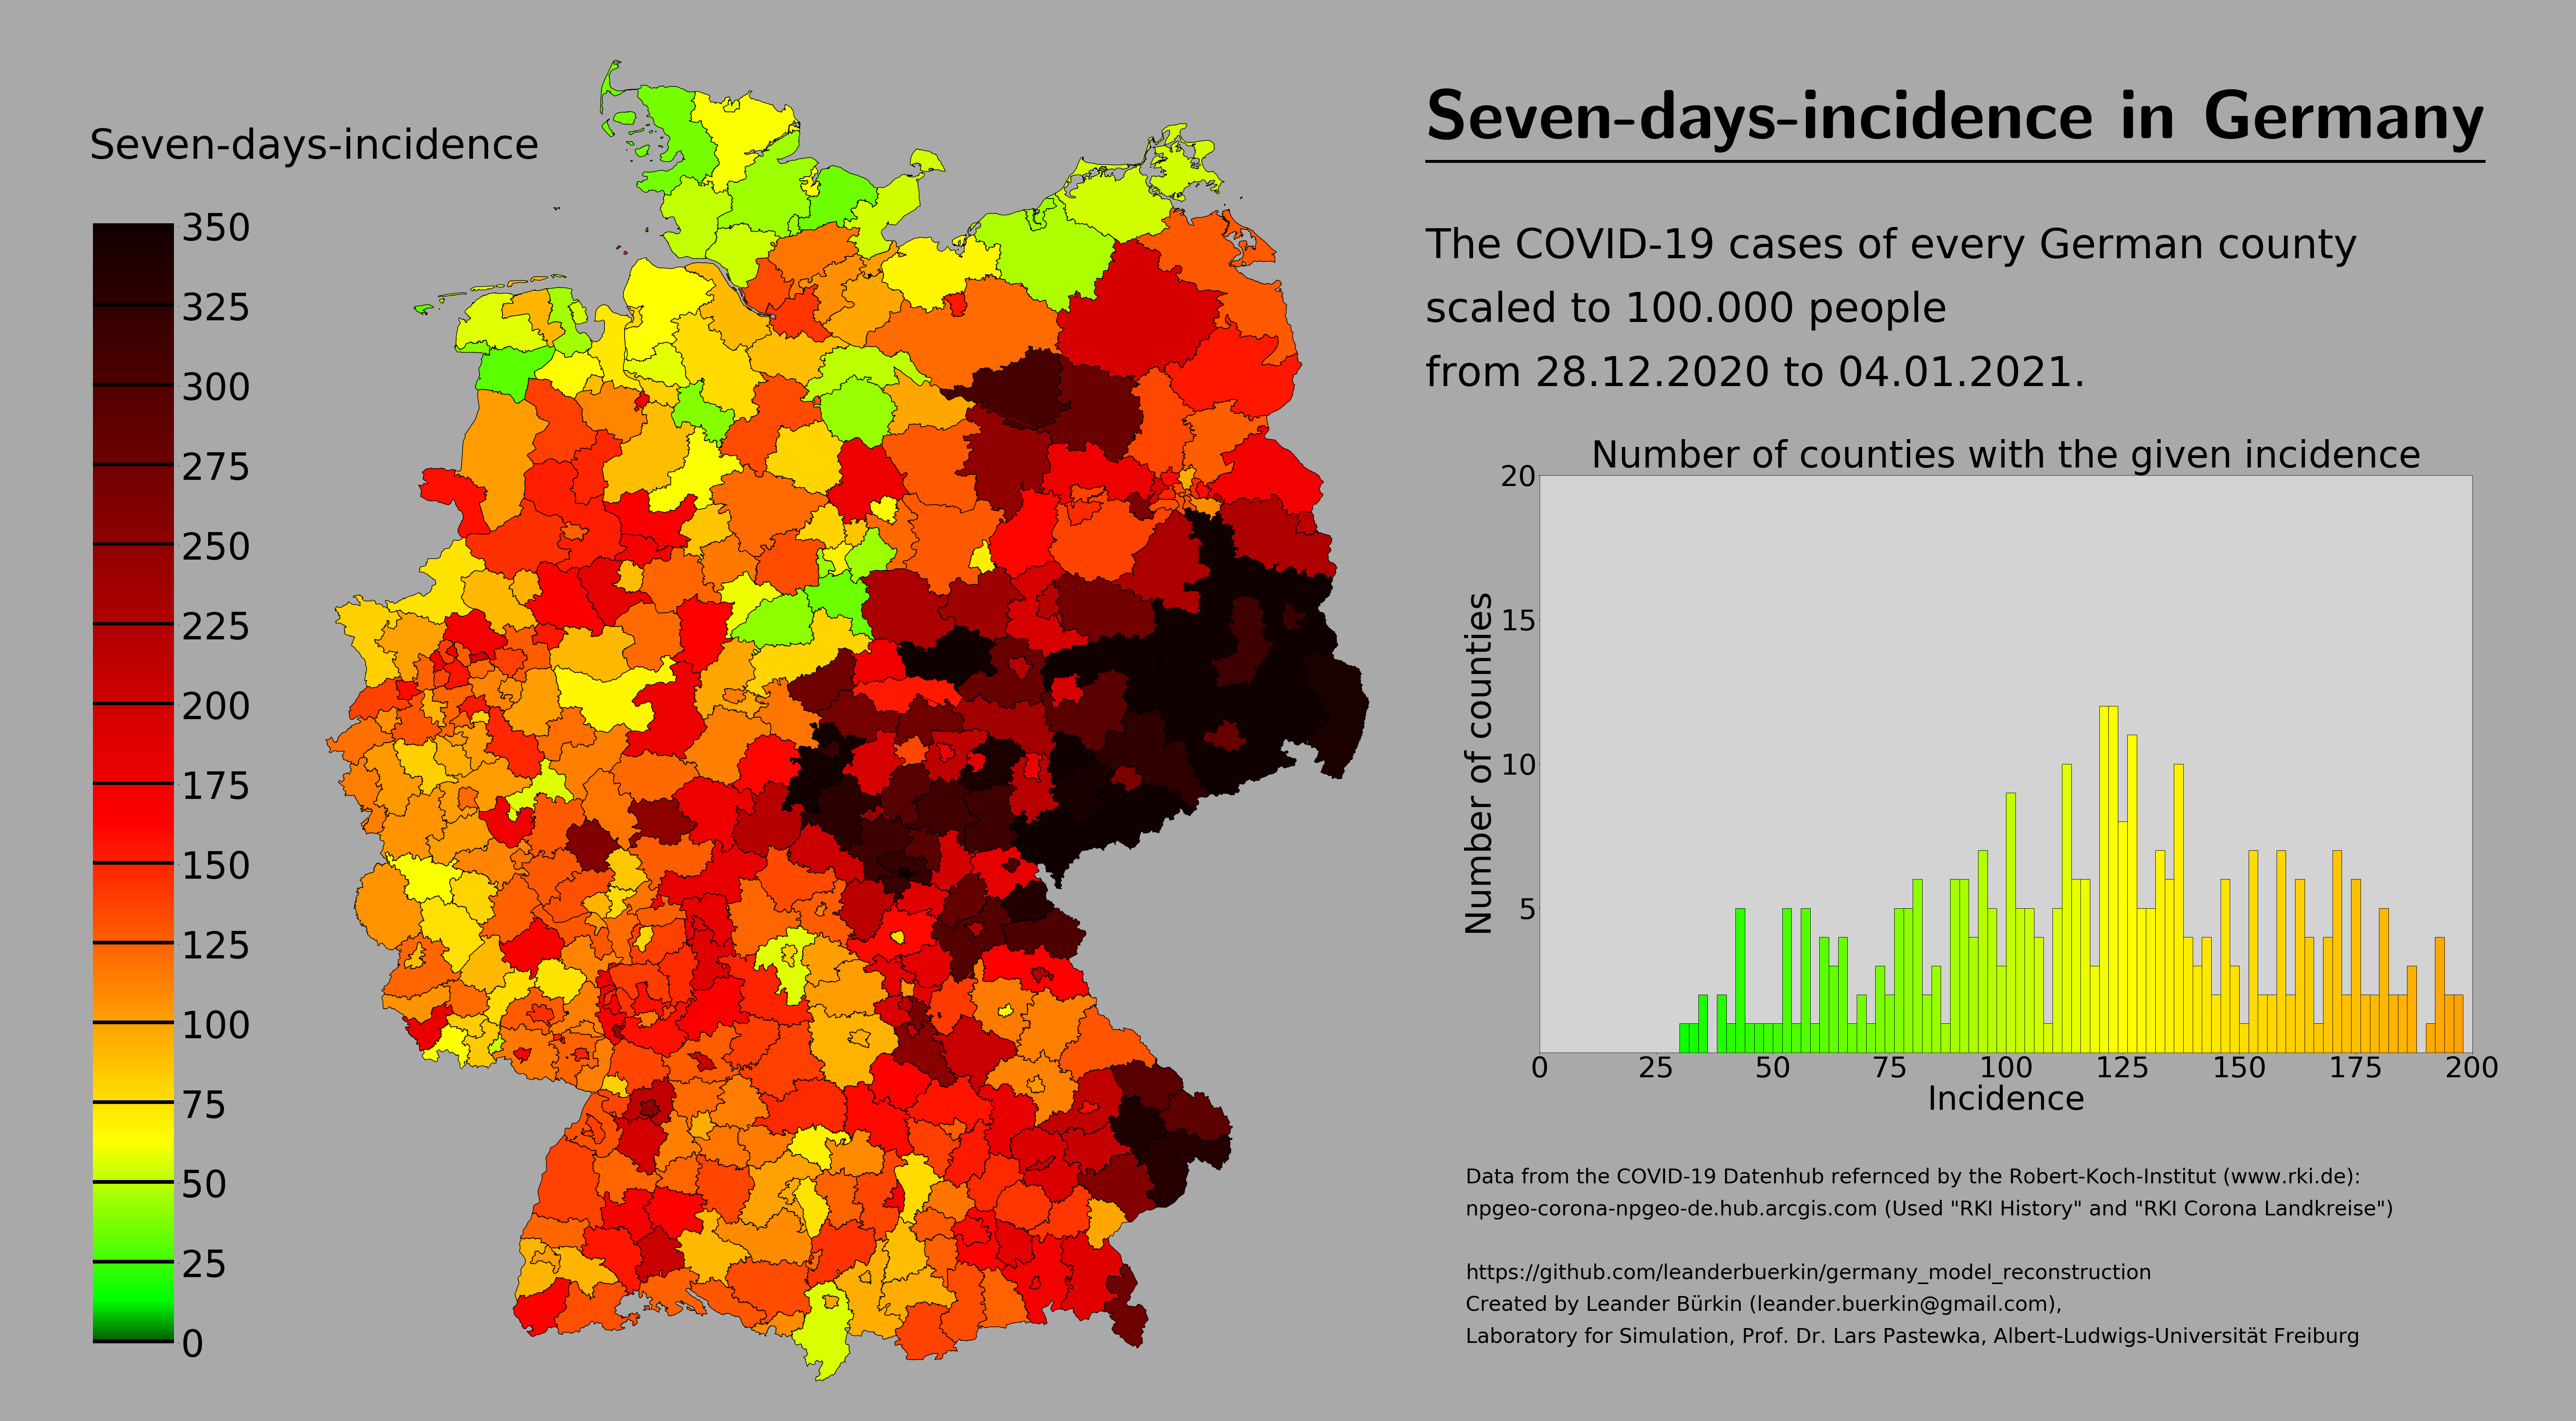 Seven-days-incidence
350
325
300
275
250
225
200
175
150
125
100
75
50
25
0
Seven-days-incidence in Germany
The COVID-19 cases of every German county
scaled to 100.000 people
from 28.12.2020 to 04.01.2021.
Number of counties with the given incidence
20
15
10
5
Number of counties
0 25 50 75 100 125 150 175 200
Incidence
Data from the COVID-19 Datenhub refernced by the Robert-Koch-Institut (www.rki.de):
npgeo-corona-npgeo-de.hub.arcgis.com (Used "RKI History" and "RKI Corona Landkreise")
https://github.com/leanderbuerkin/germany_model_reconstruction
Created by Leander Bürkin (leander.buerkin@gmail.com),
Laboratory for Simulation, Prof. Dr. Lars Pastewka, Albert-Ludwigs-Universität Freiburg